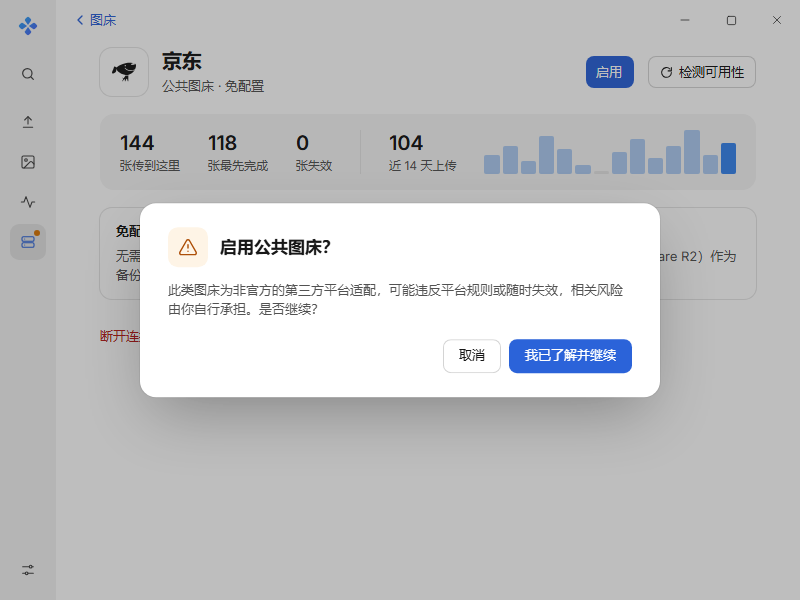 图床
京东
公共图床 · 免配置
启用
检测可用性
144
张传到这里
118
张最先完成
0
张失效
104
近 14 天上传
免配
无需
are R2）作为
备份
断开连
启用公共图床?
此类图床为非官方的第三方平台适配，可能违反平台规则或随时失效，相关风险
由你自行承担。是否继续?
取消
我已了解并继续